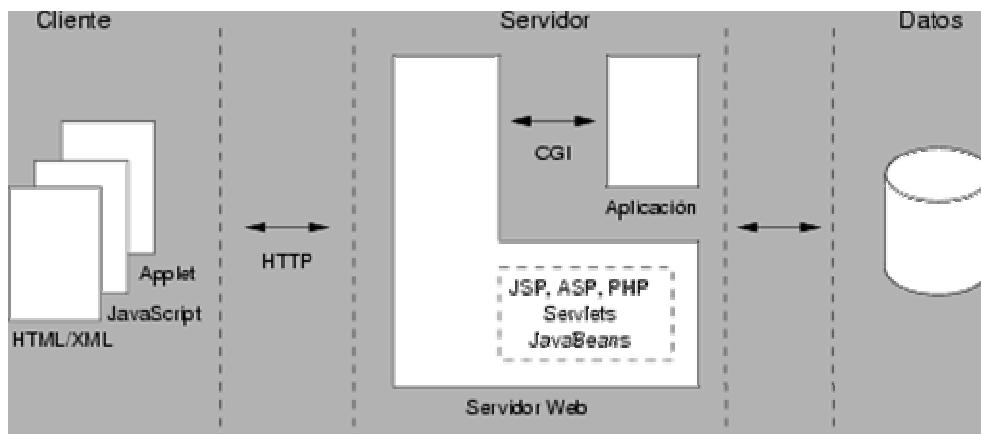 Cliente
Servidor
Datos
CGI
Aplicación
HTTP
Applet
JavaScript
HTML/XML
JSP, ASP, PHP
Servlets
JavaBeans
Servidor Web